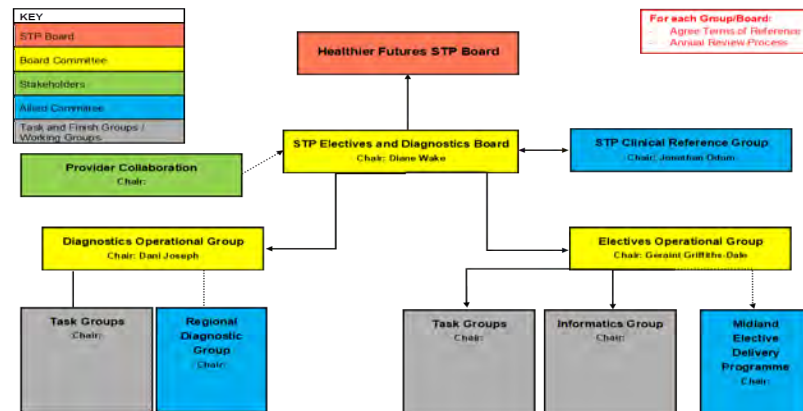 KEY
STP Board
Board Committee
Stakeholders
Allied Committee
Task and Finish Groups /
Working Groups
Healthier Futures STP Board
For each Group/Board:
Agree Terms of Reference
Annual Review Process
STP Electives and Diagnostics Board
Chair: Diane Wake
STP Clinical Reference Group
Chair: Jonathan Odum
Provider Collaboration
Chair:
Diagnostics Operational Group
Chair: Dani Joseph
Electives Operational Group
Chair: Geraint Griffiths-Dale
Task Groups
Chair:
Regional
Diagnostic
Group
Chair:
Task Groups
Chair:
Informatics Group
Chair:
Midland
Elective
Delivery
Programme
Chair: